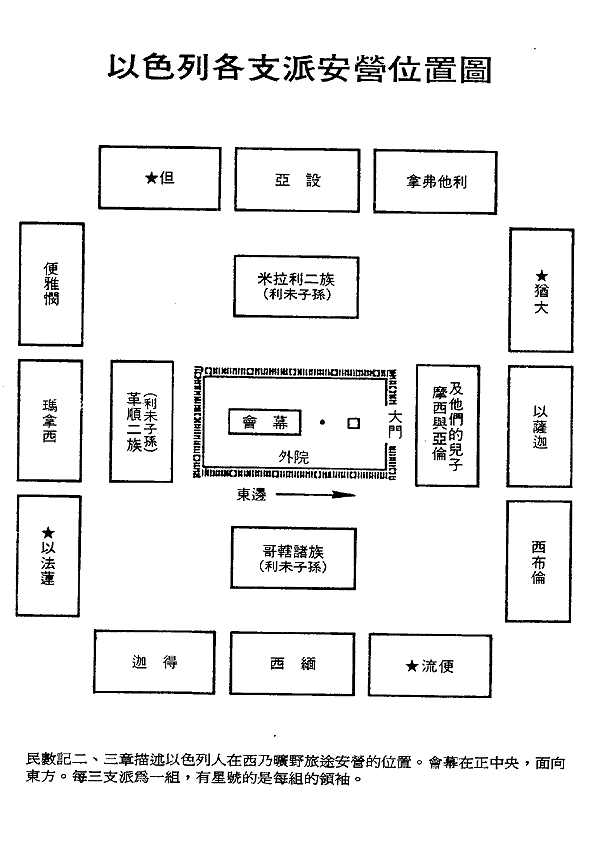 以色列各支派安營位置圖
★但
亞設
拿弗他利
便雅憫
米拉利二族
(利未子孫)
★猶大
瑪拿西
革順二族
(利未子孫)
會幕
外院
大門
摩西與亞倫
及他們的兒子
以薩迦
東邊
★以法蓮
哥轄諸族
(利未子孫)
西布倫
迦得
西緬
★流便
民數記二、三章描述以色列人在西乃曠野旅途安營的位置。會幕在正中央，面向
東方。每三支派爲一組，有星號的是每組的領袖。